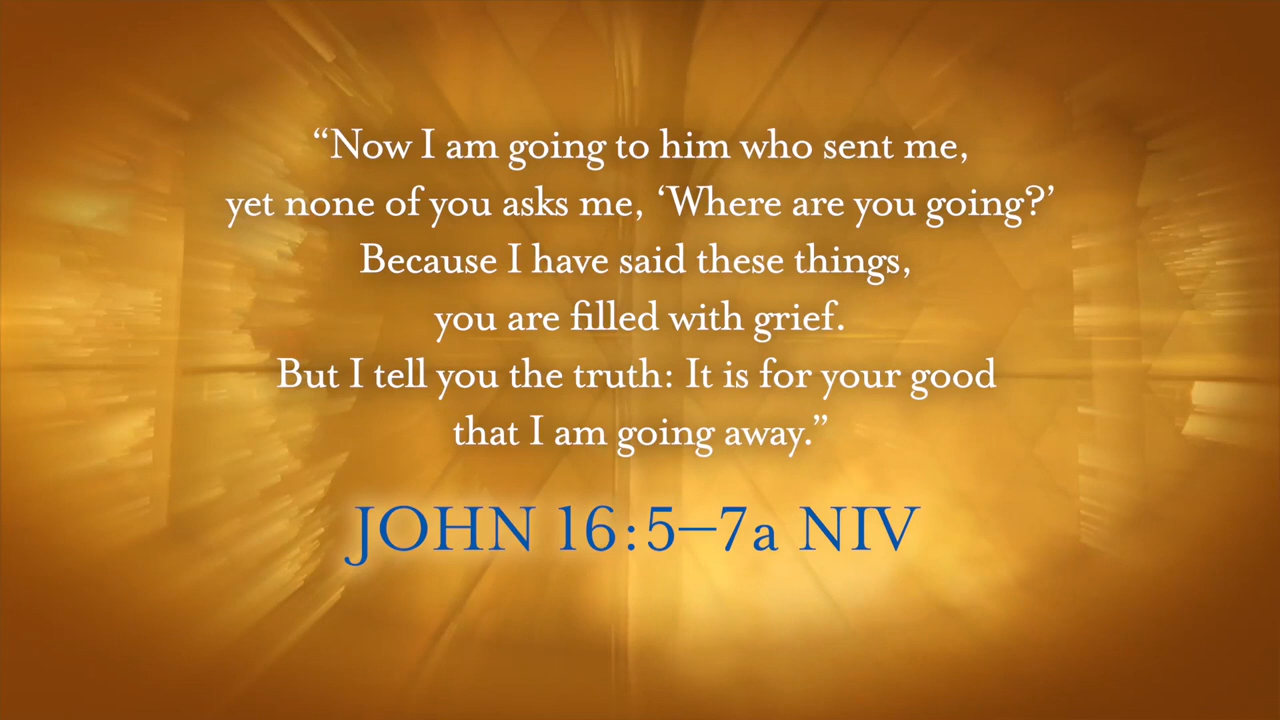 “Now I am going to him who sent me,
yet none of you asks me, ‘Where are you going?’
Because I have said these things,
you are filled with grief.
But I tell you the truth: It is for your good
that I am going away.”
JOHN 16:5–7a NIV